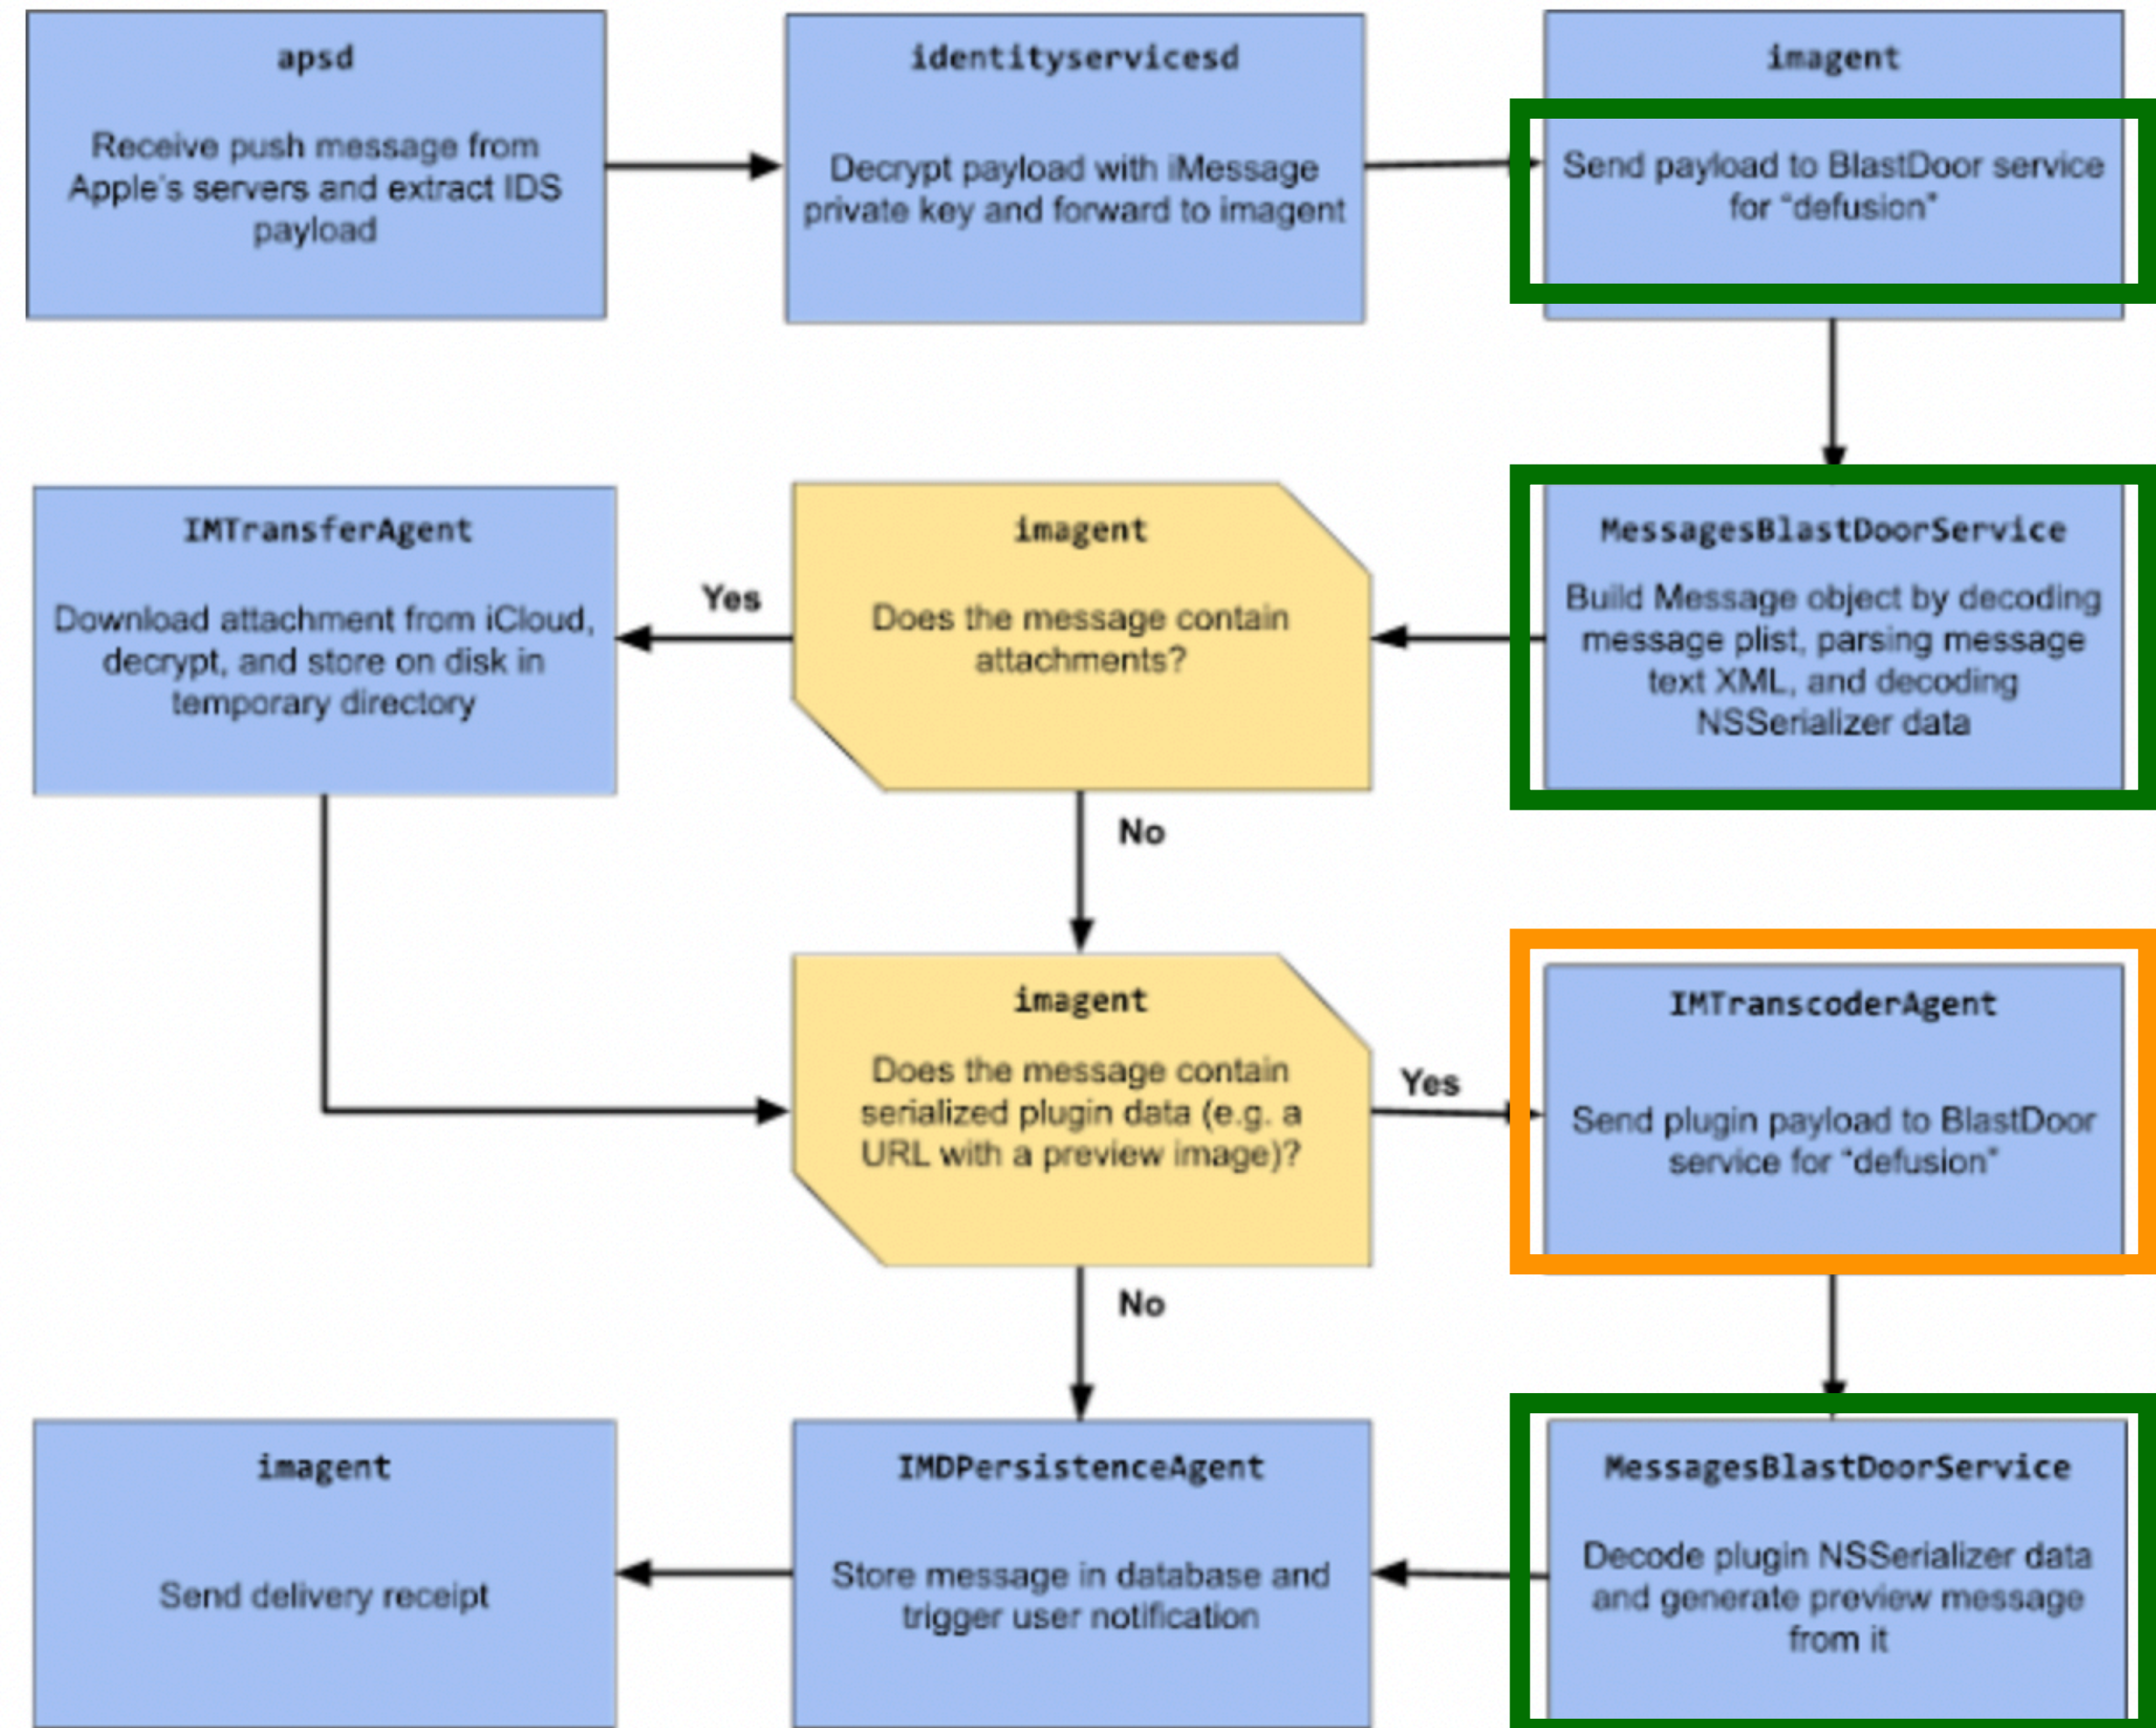 apsd
Receive push message from
Apple's servers and extract IDS
payload
identityservicesd
Decrypt payload with iMessage
private key and forward to imagent
imagent
Send payload to BlastDoor service
for “defusion”
IMTransferAgent
Download attachment from iCloud,
decrypt, and store on disk in
temporary directory
Yes
imagent
Does the message contain
attachments?
MessagesBlastDoorService
Build Message object by decoding
message plist, parsing message
text XML, and decoding
NSSerializer data
No
imagent
Does the message contain
serialized plugin data (e.g. a
URL with a preview image)?
Yes
IMTranscoderAgent
Send plugin payload to BlastDoor
service for “defusion”
No
imagent
Send delivery receipt
IMDPersistenceAgent
Store message in database and
trigger user notification
MessagesBlastDoorService
Decode plugin NSSerializer data
and generate preview message
from it